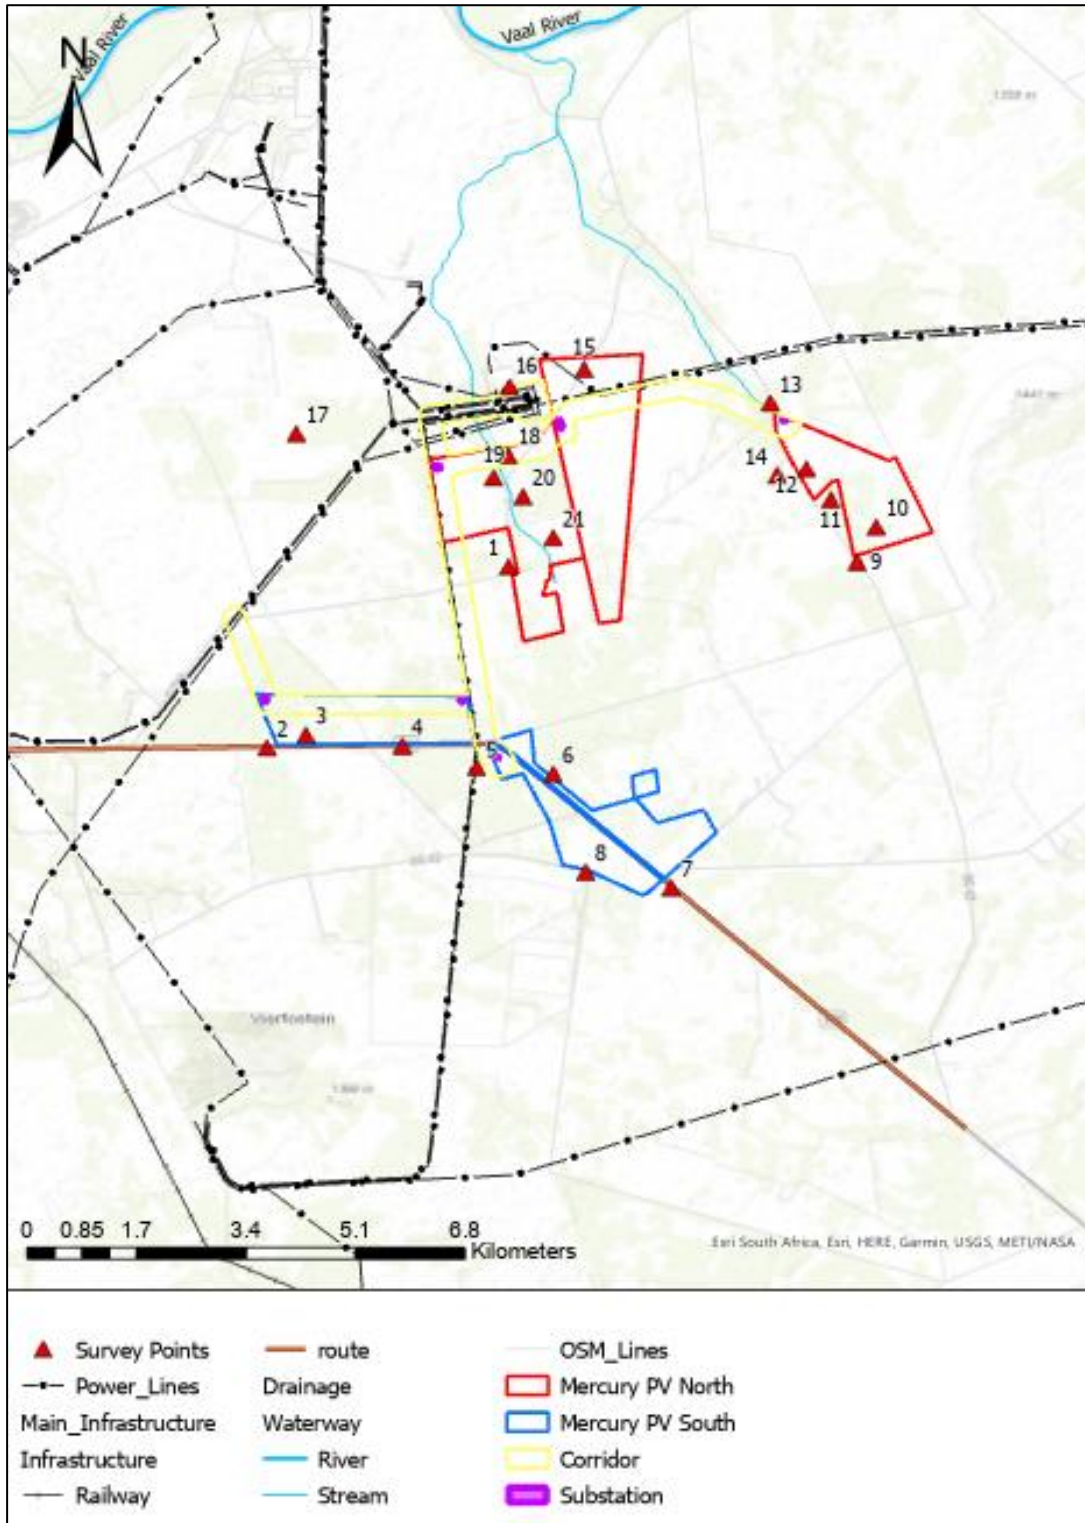 Vaal River
Vaal River
N
15
16
13
17
18
19
14
12
20
10
11
21
1
9
2
3
4
5
6
8
7
0 0.85 1.7 3.4 5.1 6.8
Kilometers
Esri South Africa, Esri, HERE, Garmin, USGS, METI/NASA
Survey Points
route
OSM_Lines
Power_Lines
Drainage
Mercury PV North
Main_Infrastructure
Waterway
Mercury PV South
Infrastructure
River
Corridor
Railway
Stream
Substation